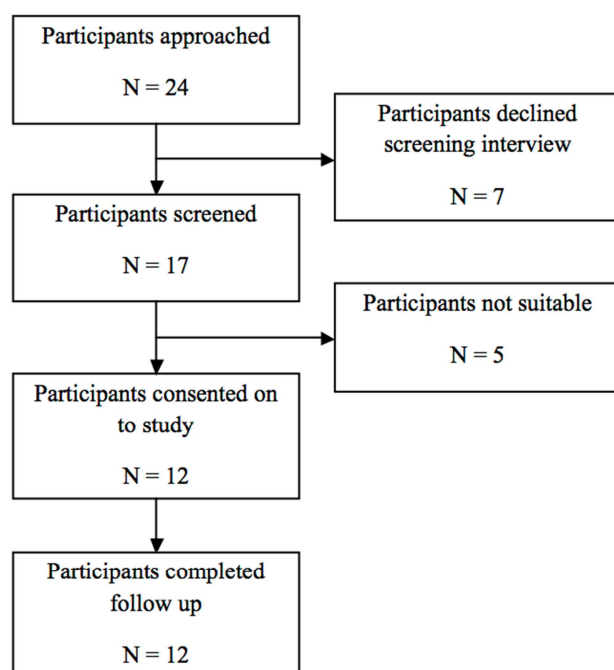 Participants approached
N = 24
Participants declined
screening interview
N = 7
Participants screened
N = 17
Participants not suitable
N = 5
Participants consented on
to study
N = 12
Participants completed
follow up
N = 12